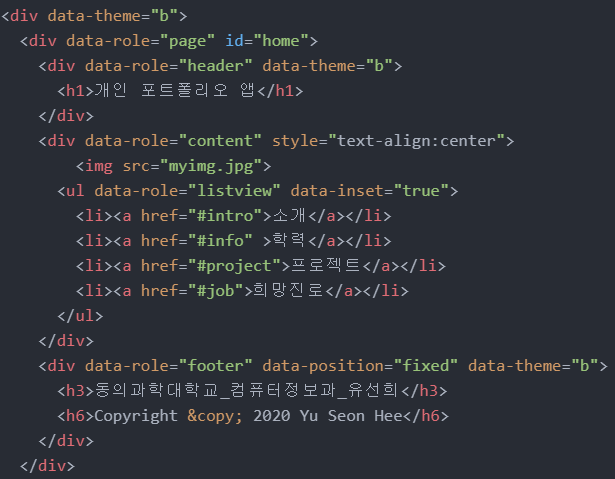 <div data-theme="b">
<div data-role="page" id="home">
<div data-role="header" data-theme="b">
<h1>개인 포트폴리오 앱</h1>
</div>
<div data-role="content" style="text-align:center">
<img src="myimg.jpg">
<ul data-role="listview" data-inset="true">
<li><a href="#intro">소개</a></li>
<li><a href="#info" >학력</a></li>
<li><a href="#project">프로젝트</a></li>
<li><a href="#job">희망진로</a></li>
</ul>
</div>
<div data-role="footer" data-position="fixed" data-theme="b">
<h3>동의과학대학교_컴퓨터정보과_유선희</h3>
<h6>Copyright &copy; 2020 Yu Seon Hee</h6>
</div>
</div>